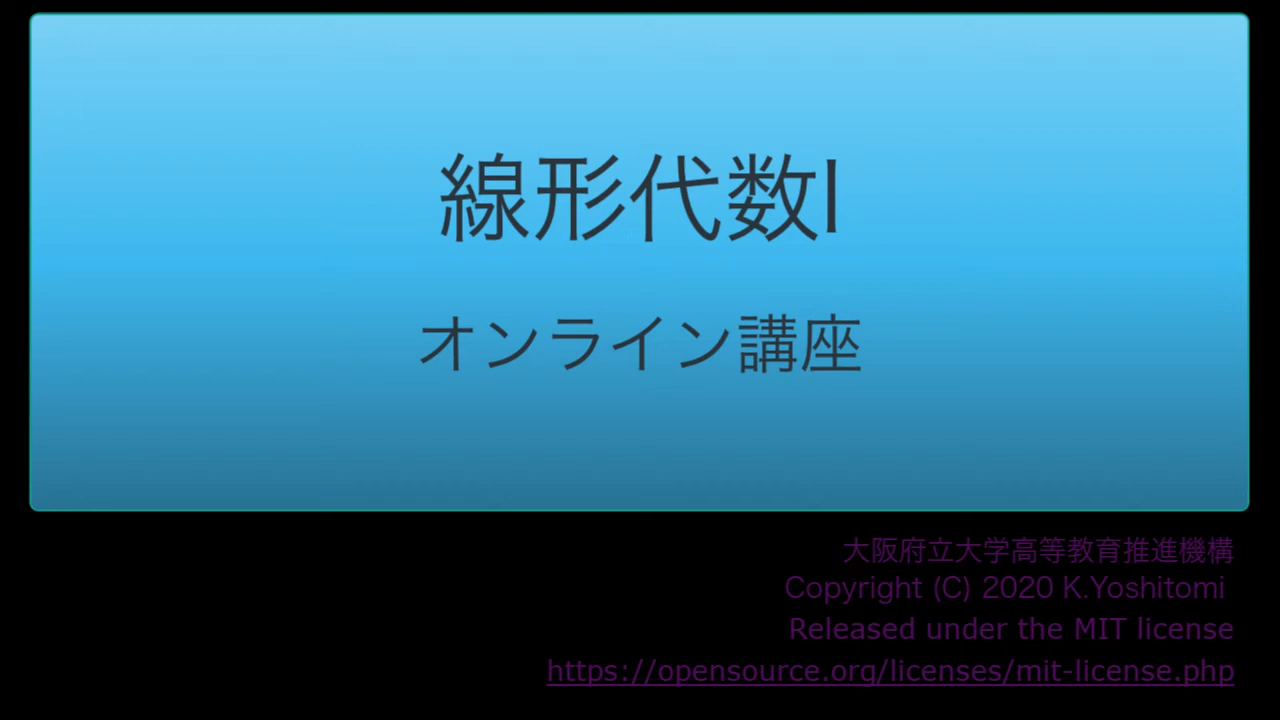 線形代数I
オンライン講座
大阪府立大学高等教育推進機構
Copyright (C) 2020 K.Yoshitomi
Released under the MIT license
https://opensource.org/licenses/mit-license.php